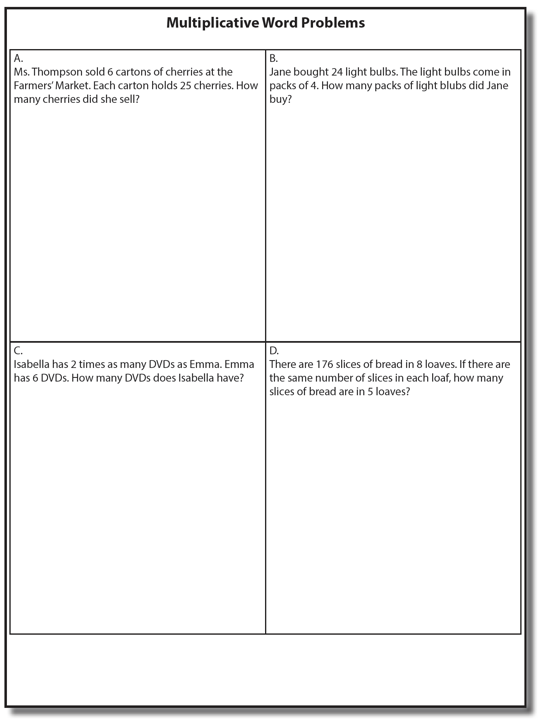 Multiplicative Word Problems
A.
Ms. Thompson sold 6 cartons of cherries at the
Farmers' Market. Each carton holds 25 cherries. How
many cherries did she sell?
B.
Jane bought 24 light bulbs. The light bulbs come in
packs of 4. How many packs of light blubs did Jane
buy?
C.
Isabella has 2 times as many DVDs as Emma. Emma
has 6 DVDs. How many DVDs does Isabella have?
D.
There are 176 slices of bread in 8 loaves. If there are
the same number of slices in each loaf, how many
slices of bread are in 5 loaves?